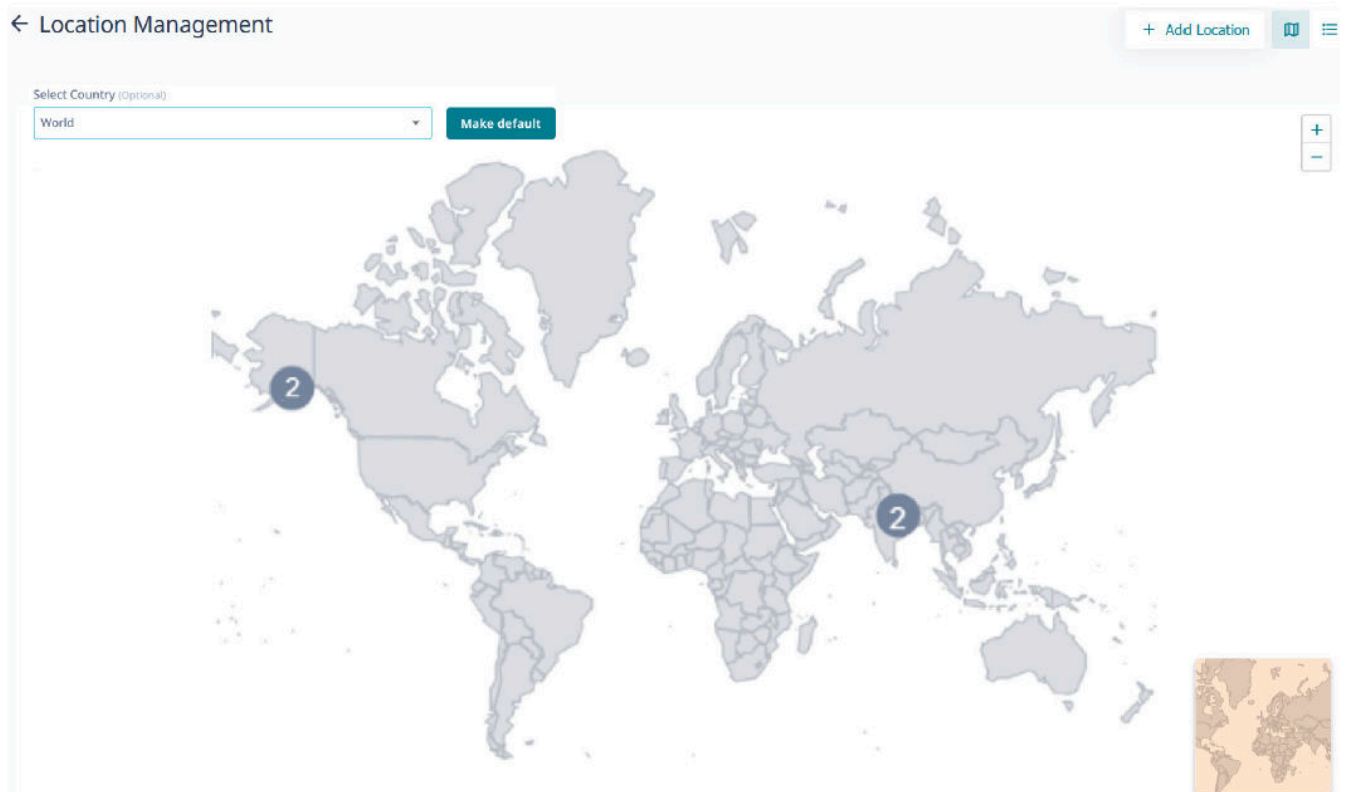 Location Management
+ Add Location
Select Country (Optional)
World
Make default
+
−
2
2